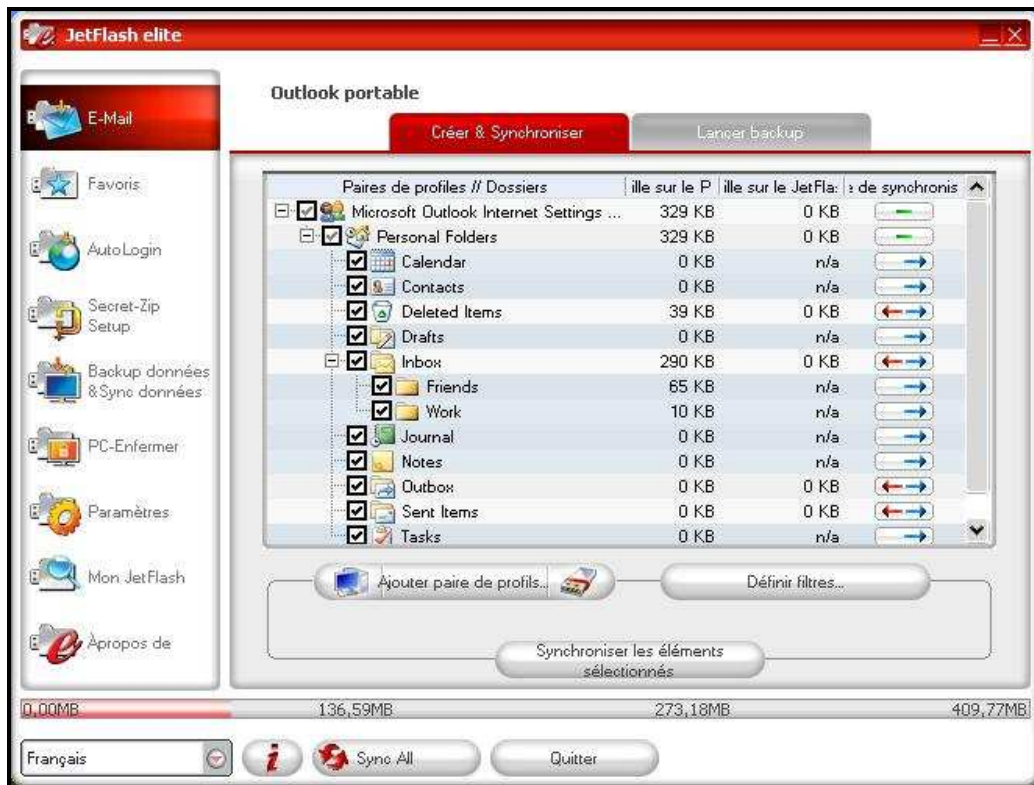 JetFlash elite
E-Mail
Favoris
AutoLogin
Secret-Zip
Setup
Backup données
& Sync données
PC-Enfermer
Paramètres
Mon JetFlash
Àpropos de
Outlook portable
Créer & Synchroniser
Lancer backup
Paires de profiles // Dossiers ille sur le P ille sur le JetFla: de synchronis
Microsoft Outlook Internet Settings ... 329 KB 0 KB
Personal Folders 329 KB 0 KB
Calendar 0 KB n/a
Contacts 0 KB n/a
Deleted Items 39 KB 0 KB
Drafts 0 KB n/a
Inbox 290 KB 0 KB
Friends 65 KB n/a
Work 10 KB n/a
Journal 0 KB n/a
Notes 0 KB n/a
Outbox 0 KB 0 KB
Sent Items 0 KB 0 KB
Tasks 0 KB n/a
Ajouter paire de profils...
Définir filtres...
Synchroniser les éléments
sélectionnés
0,00MB 136,59MB 273,18MB 409,77MB
Français
i
Sync All
Quitter